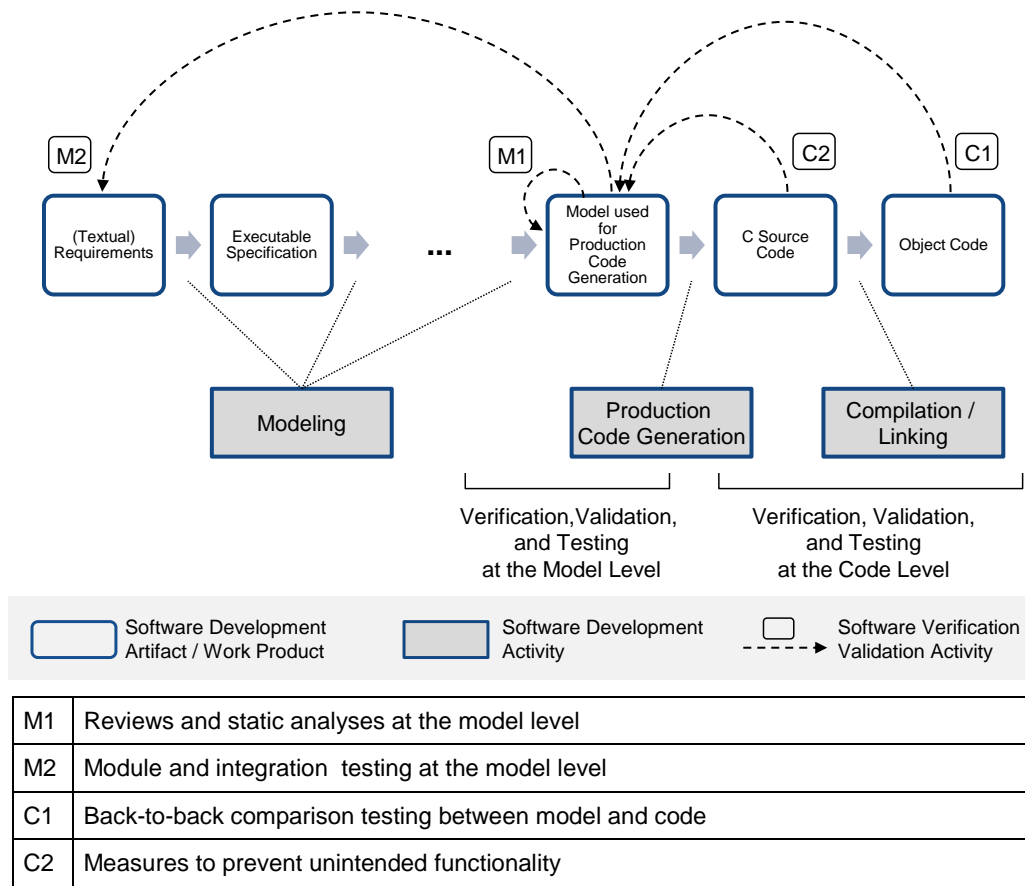 M2
M1
C2
C1
(Textual)
Requirements
Executable
Specification
...
Model used
for
Production
Code
Generation
C Source
Code
Object Code
Modeling
Production
Code Generation
Compilation /
Linking
Verification,Validation,
and Testing
at the Model Level
Verification, Validation,
and Testing
at the Code Level
Software Development
Artifact / Work Product
Software Development
Activity
Software Verification
Validation Activity
M1 Reviews and static analyses at the model level
M2 Module and integration testing at the model level
C1 Back-to-back comparison testing between model and code
C2 Measures to prevent unintended functionality